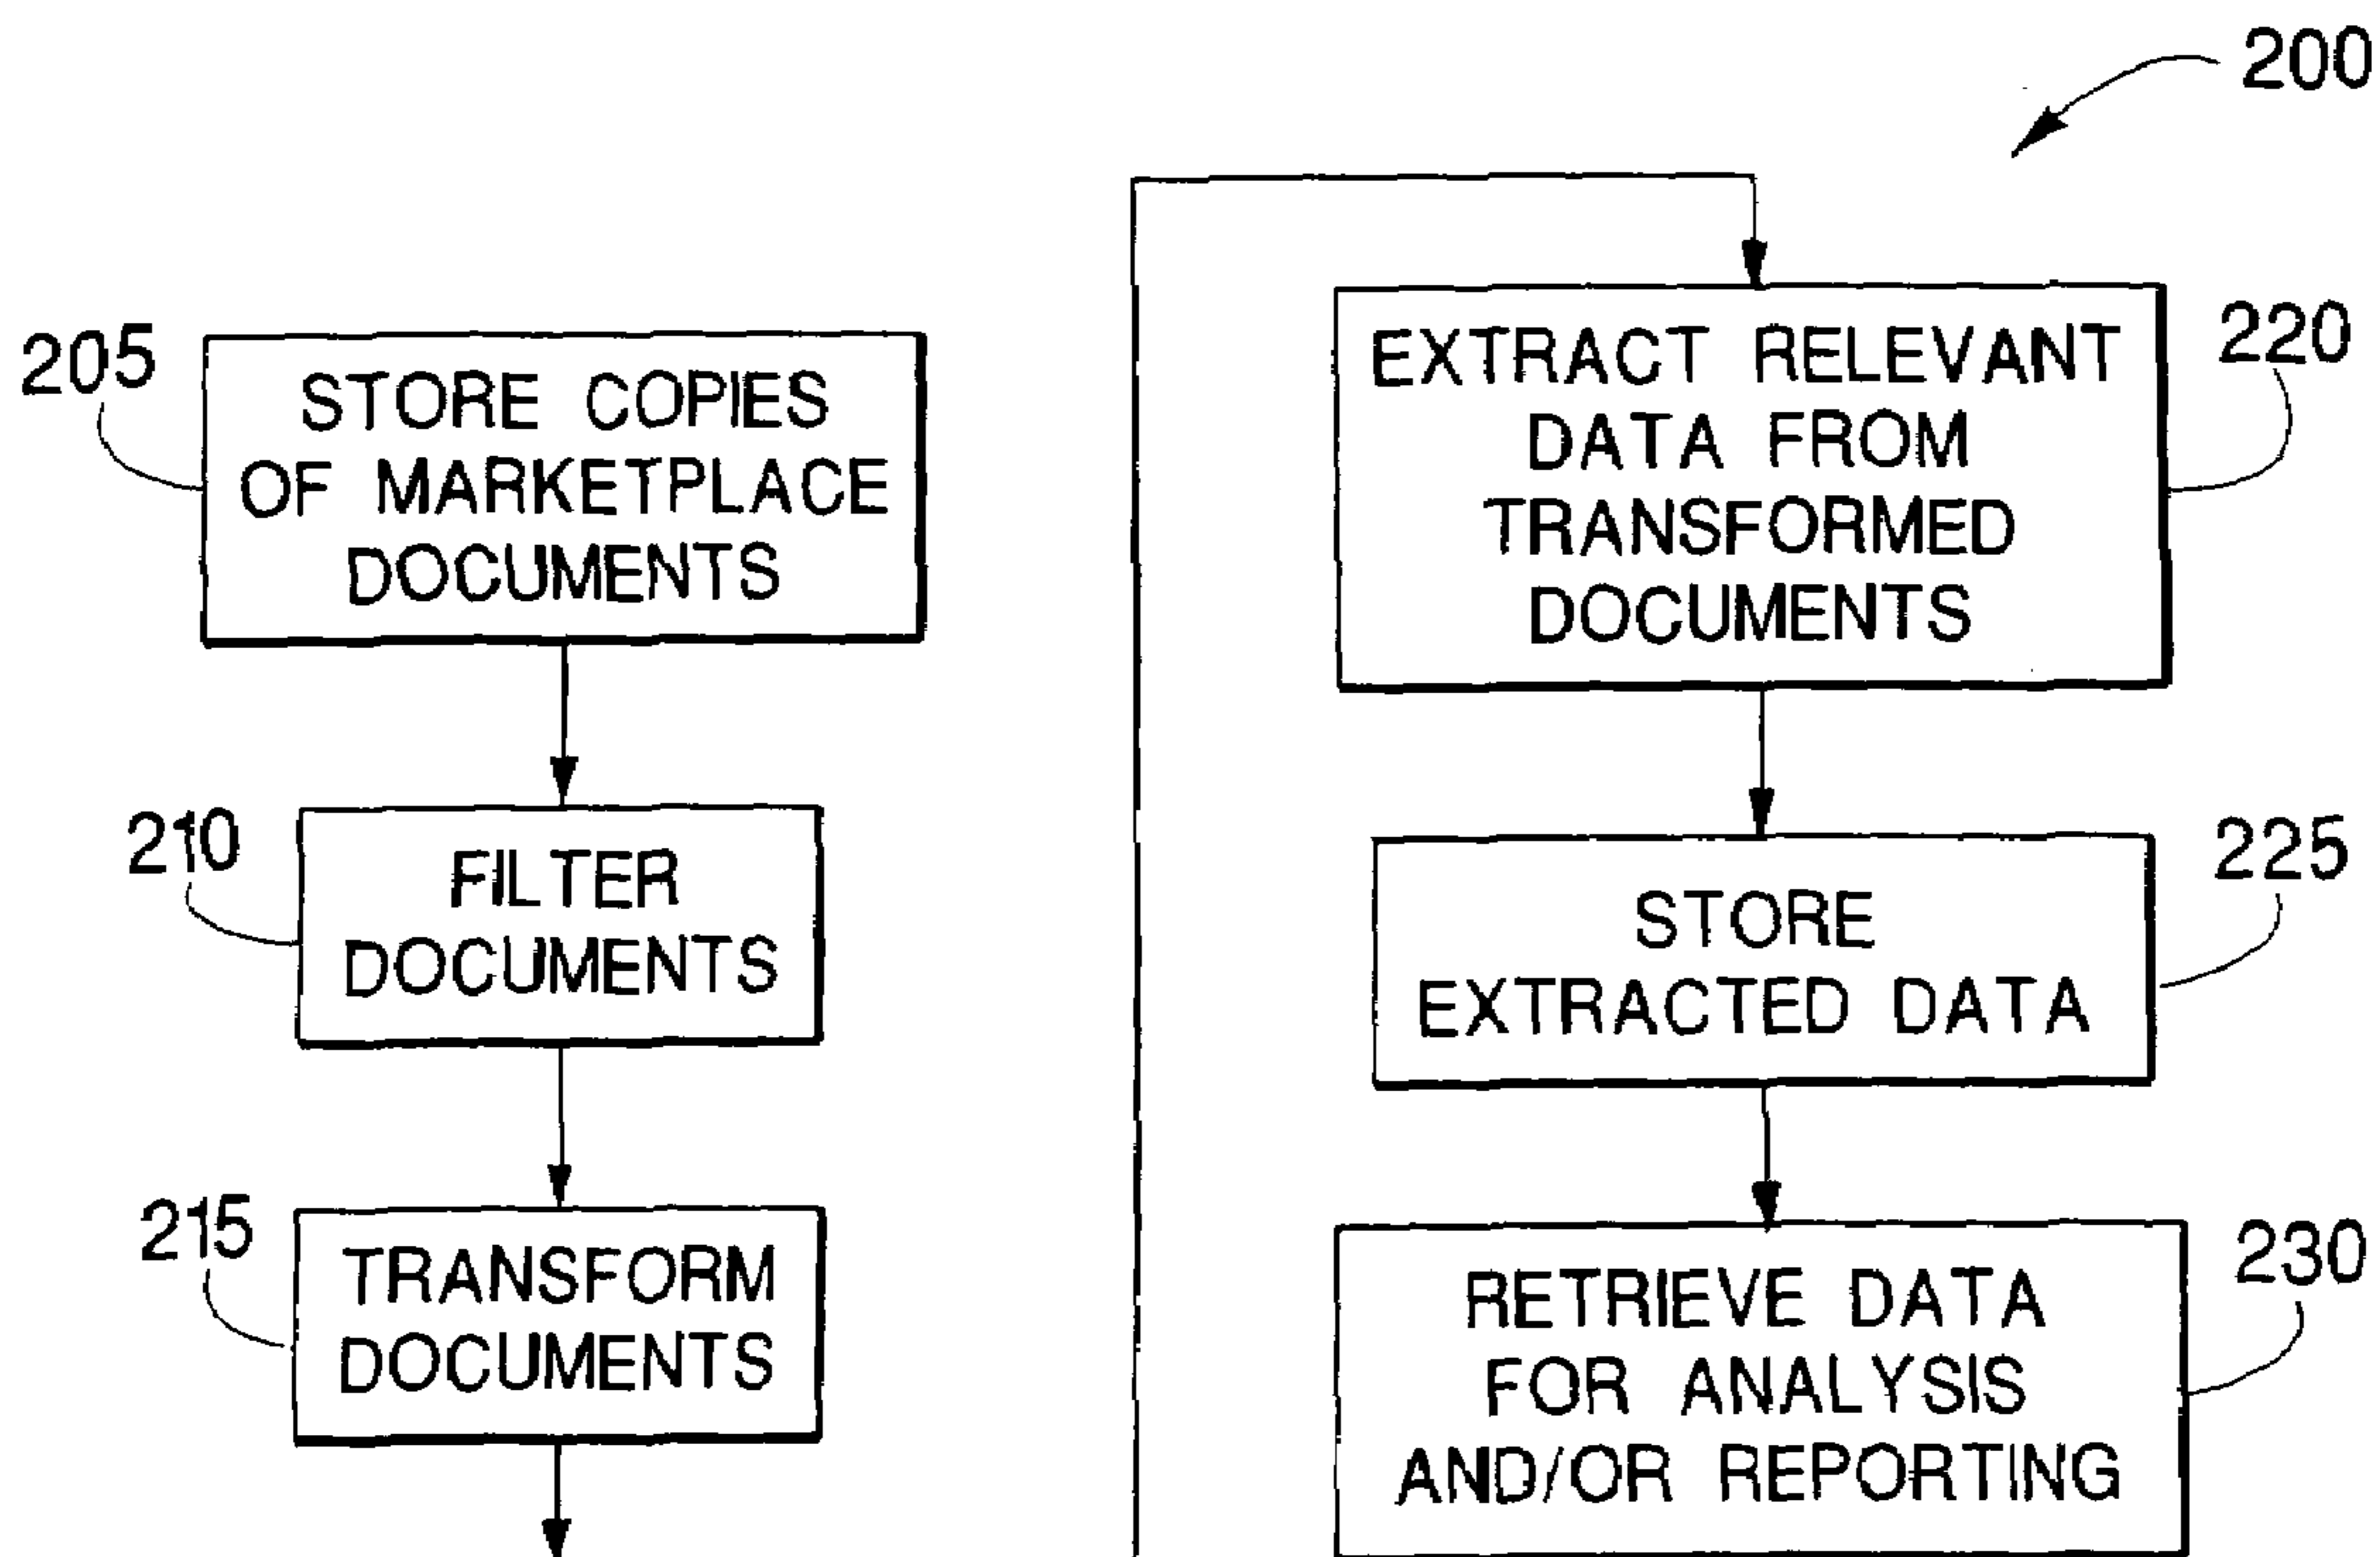 200
205
STORE COPIES
OF MARKETPLACE
DOCUMENTS
210
FILTER
DOCUMENTS
215
TRANSFORM
DOCUMENTS
220
EXTRACT RELEVANT
DATA FROM
TRANSFORMED
DOCUMENTS
225
STORE
EXTRACTED DATA
230
RETRIEVE DATA
FOR ANALYSIS
AND/OR REPORTING